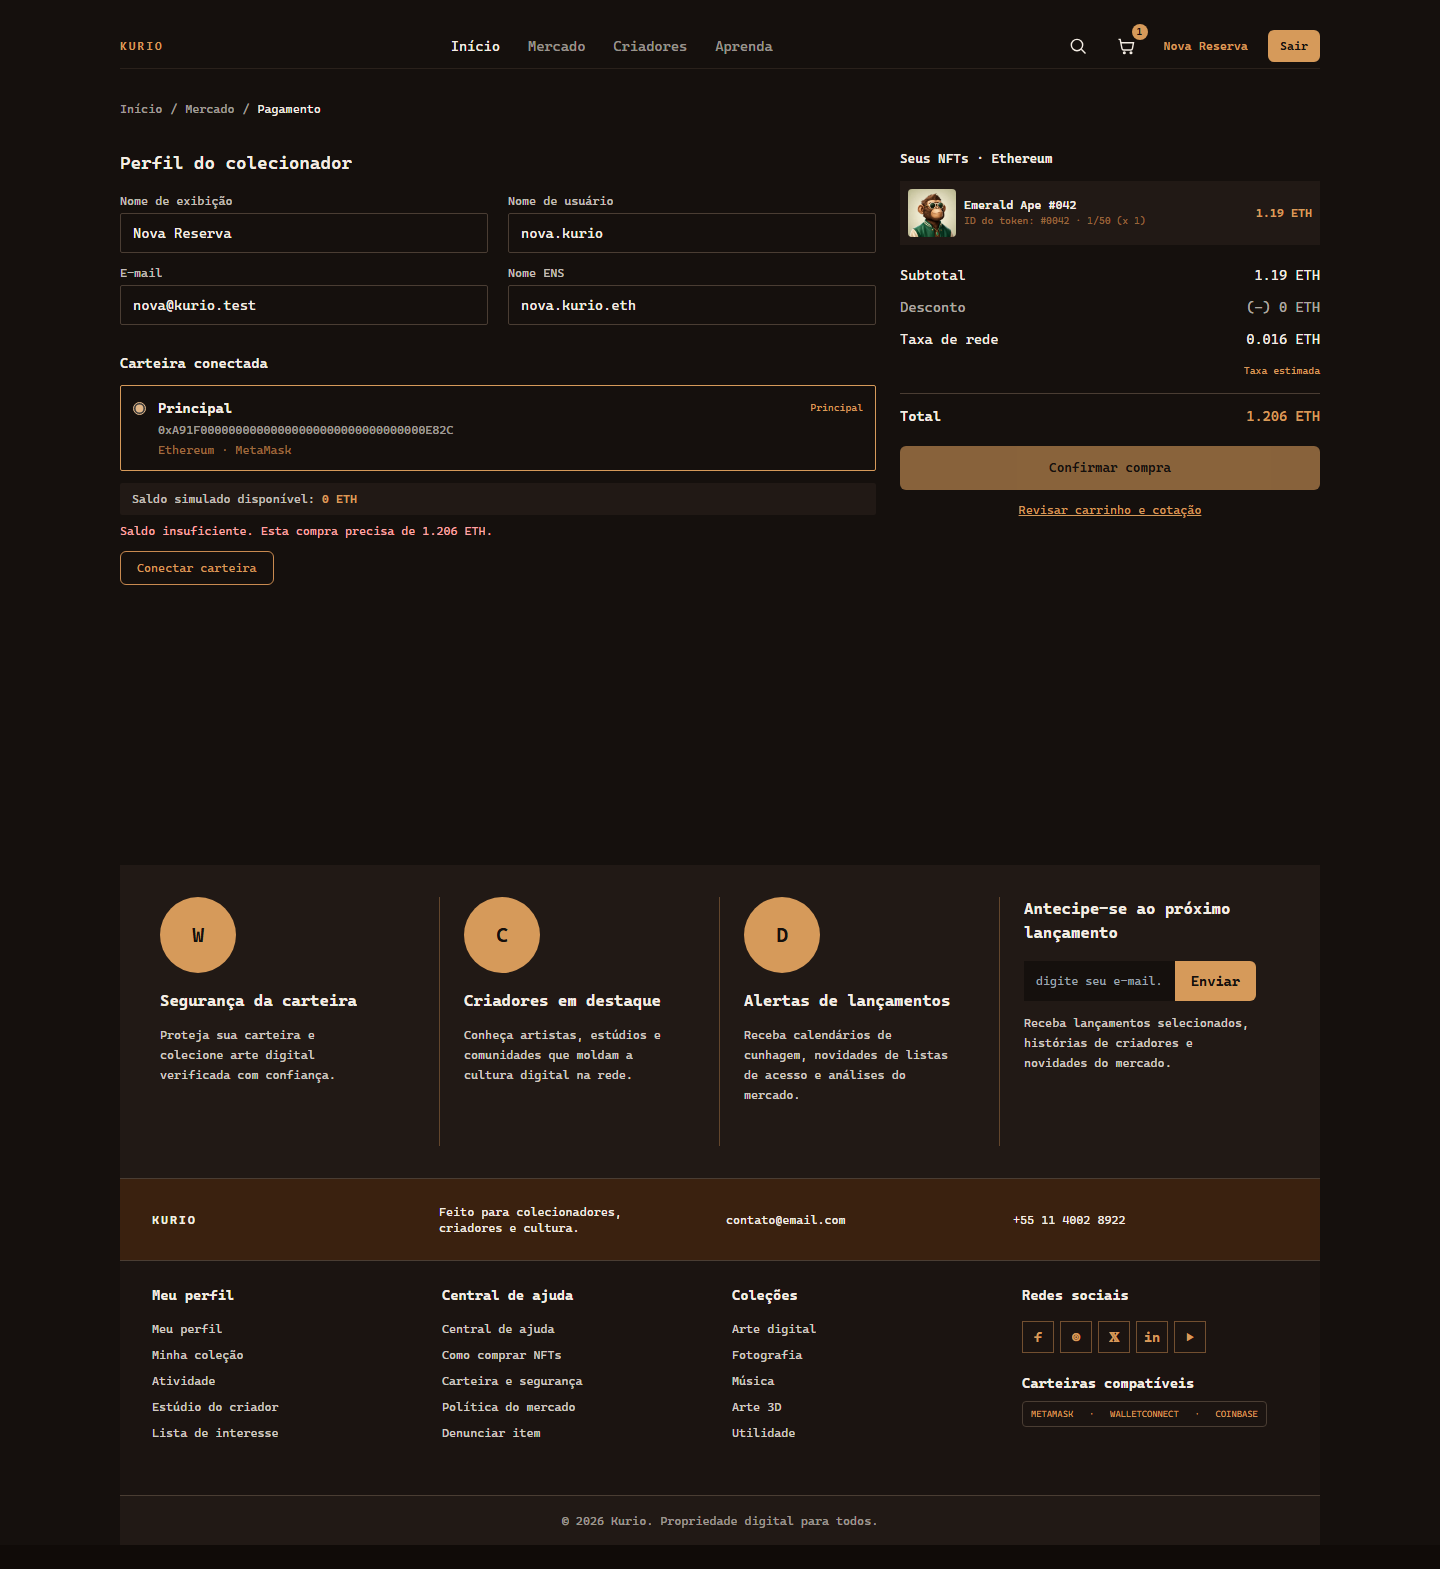 KURIO
Início
Mercado
Criadores
Aprenda
1
Nova Reserva
Sair
Início / Mercado / Pagamento
Perfil do colecionador
Nome de exibição
Nova Reserva
Nome de usuário
nova.kurio
E-mail
nova@kurio.test
Nome ENS
nova.kurio.eth
Carteira conectada
Principal
Principal
0xA91F00000000000000000000000000000000E82C
Ethereum · MetaMask
Saldo simulado disponível: 0 ETH
Saldo insuficiente. Esta compra precisa de 1.206 ETH.
Conectar carteira
Seus NFTs · Ethereum
Emerald Ape #042
ID do token: #0042 · 1/50 (x 1)
1.19 ETH
Subtotal
1.19 ETH
Desconto
(-) 0 ETH
Taxa de rede
0.016 ETH
Taxa estimada
Total
1.206 ETH
Confirmar compra
Revisar carrinho e cotação
W
Segurança da carteira
Proteja sua carteira e
colecione arte digital
verificada com confiança.
C
Criadores em destaque
Conheça artistas, estúdios e
comunidades que moldam a
cultura digital na rede.
D
Alertas de lançamentos
Receba calendários de
cunhagem, novidades de listas
de acesso e análises do
mercado.
Antecipe-se ao próximo
lançamento
digite seu e-mail.
Enviar
Receba lançamentos selecionados,
histórias de criadores e
novidades do mercado.
KURIO
Feito para colecionadores,
criadores e cultura.
contato@email.com
+55 11 4002 8922
Meu perfil
Meu perfil
Minha coleção
Atividade
Estúdio do criador
Lista de interesse
Central de ajuda
Central de ajuda
Como comprar NFTs
Carteira e segurança
Política do mercado
Denunciar item
Coleções
Arte digital
Fotografia
Música
Arte 3D
Utilidade
Redes sociais
f
X
in
Carteiras compatíveis
METAMASK · WALLETCONNECT · COINBASE
© 2026 Kurio. Propriedade digital para todos.